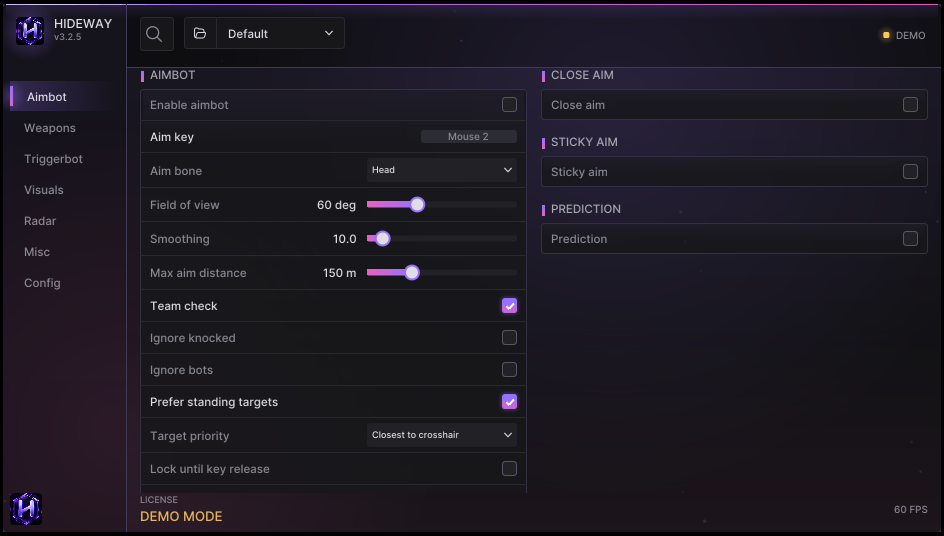 HIDEWAY
v3.2.5
Default
DEMO
Aimbot
Weapons
Triggerbot
Visuals
Radar
Misc
Config
AIMBOT
Enable aimbot
Aim key Mouse 2
Aim bone Head
Field of view 60 deg
Smoothing 10.0
Max aim distance 150 m
Team check
Ignore knocked
Ignore bots
Prefer standing targets
Target priority Closest to crosshair
Lock until key release
CLOSE AIM
Close aim
STICKY AIM
Sticky aim
PREDICTION
Prediction
LICENSE
DEMO MODE
60 FPS